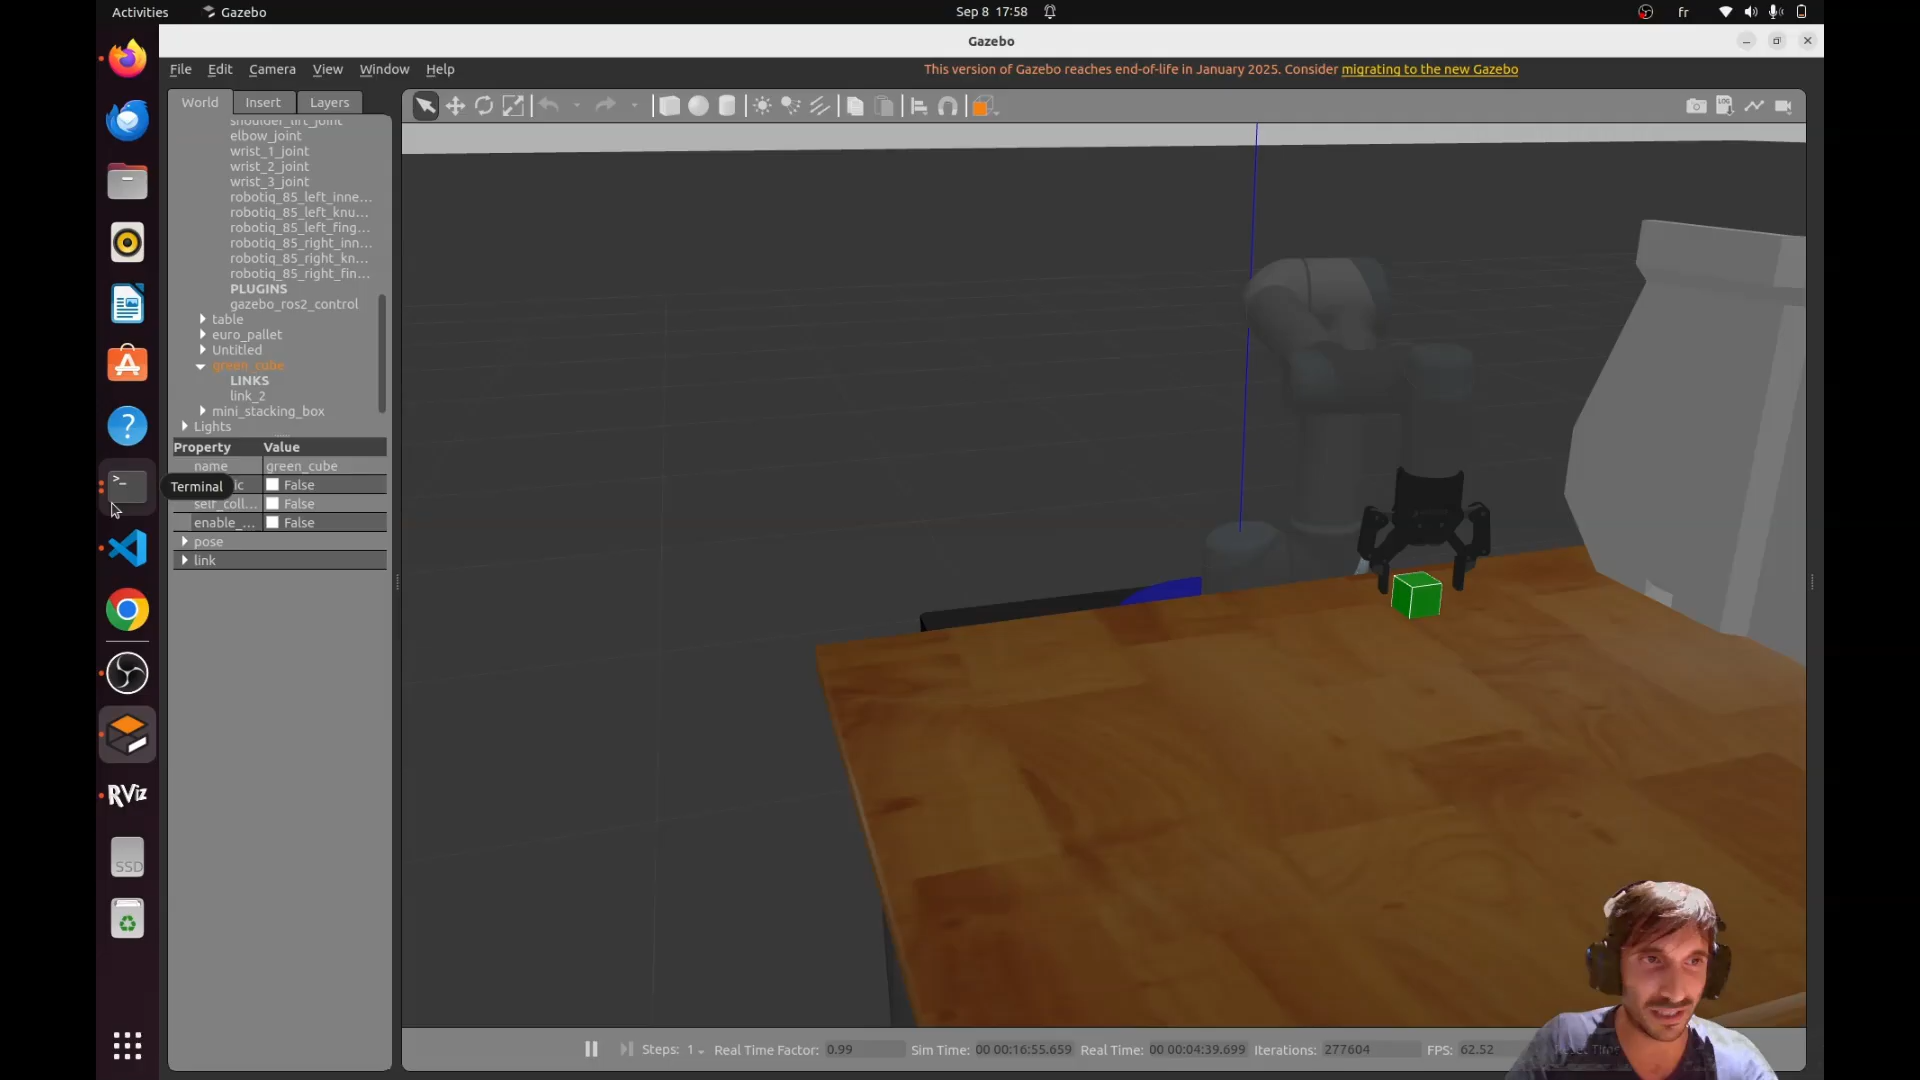 Activities
Gazebo
Sep 8 17:58
fr
Gazebo
File Edit Camera View Window Help
This version of Gazebo reaches end-of-life in January 2025. Consider migrating to the new Gazebo
World Insert Layers
shoulder_lift_joint
elbow_joint
wrist_1_joint
wrist_2_joint
wrist_3_joint
robotiq_85_left_inne...
robotiq_85_left_knu...
robotiq_85_left_fing...
robotiq_85_right_inn...
robotiq_85_right_kn...
robotiq_85_right_fin...
PLUGINS
gazebo_ros2_control
table
euro_pallet
Untitled
green_cube
LINKS
link_2
mini_stacking_box
Lights
Property Value
name green_cube
Terminal
False
self_coll... False
enable_... False
pose
link
LOG
>_
?
RViz
SSD
Steps: 1 Real Time Factor: 0.99 Sim Time: 00 00:16:55.659 Real Time: 00 00:04:39.699 Iterations: 277604 FPS: 62.52